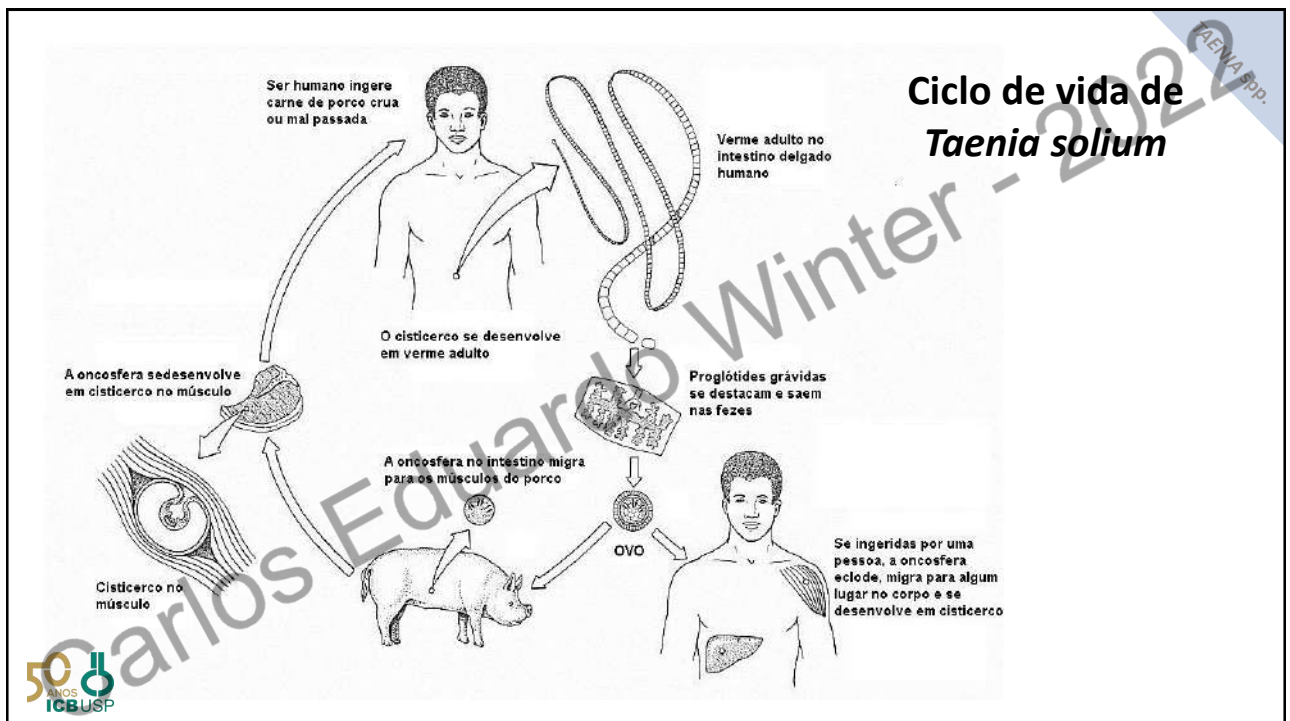 TAENIA spp.
Ciclo de vida de
Taenia solium
Ser humano ingere
carne de porco crua
ou mal passada
Verme adulto no
intestino delgado
humano
O cisticerco se desenvolve
em verme adulto
A oncosfera sedesenvolve
em cisticerco no músculo
Proglótides grávidas
se destacam e saem
nas fezes
A oncosfera no intestino migra
para os músculos do porco
OVO
Se ingeridas por uma
pessoa, a oncosfera
eclode, migra para algum
lugar no corpo e se
desenvolve em cisticerco
Cisticerco no
músculo
Carlos Eduardo Winter - 2022
50
ANOS
ICBUSP